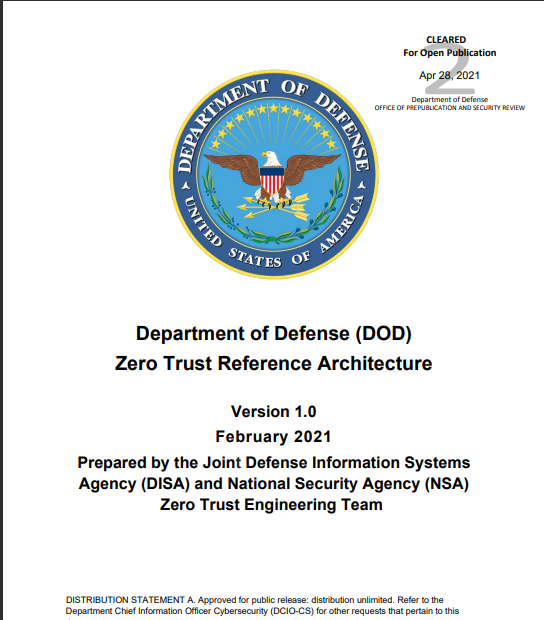 CLEARED
For Open Publication
2
Apr 28, 2021
Department of Defense
OFFICE OF PREPUBLICATION AND SECURITY REVIEW
DEPARTMENT OF DEFENSE
UNITED STATES OF AMERICA
Department of Defense (DOD)
Zero Trust Reference Architecture
Version 1.0
February 2021
Prepared by the Joint Defense Information Systems
Agency (DISA) and National Security Agency (NSA)
Zero Trust Engineering Team
DISTRIBUTION STATEMENT A. Approved for public release: distribution unlimited. Refer to the
Department Chief Information Officer Cybersecurity (DCIO-CS) for other requests that pertain to this